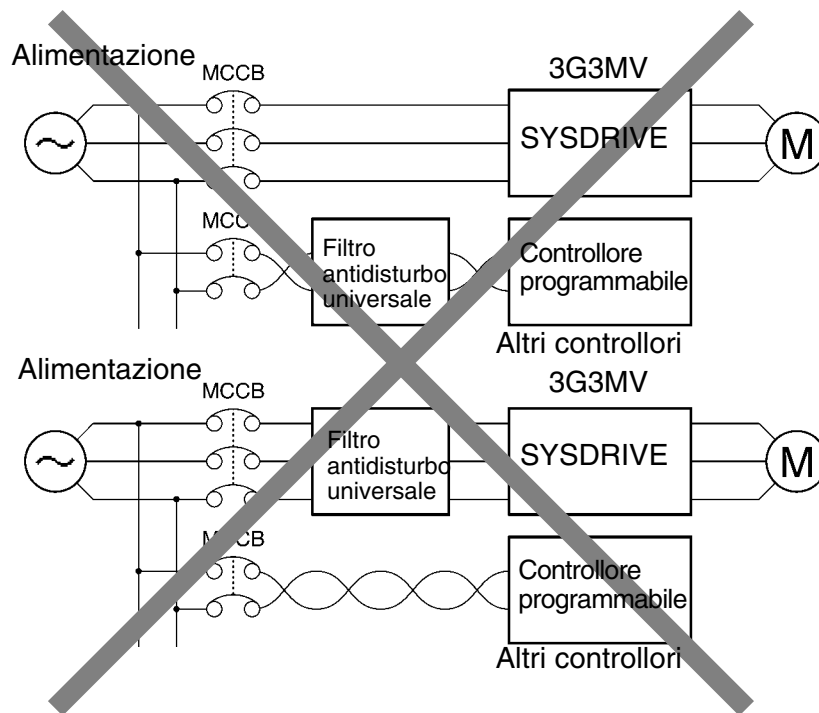 Alimentazione
MCCB
3G3MV
SYSDRIVE
M
MCCB
Filtro
antidisturbo
universale
Controllore
programmabile
Altri controllori
Alimentazione
MCCB
3G3MV
Filtro
antidisturbo
universale
SYSDRIVE
M
MCCB
Controllore
programmabile
Altri controllori